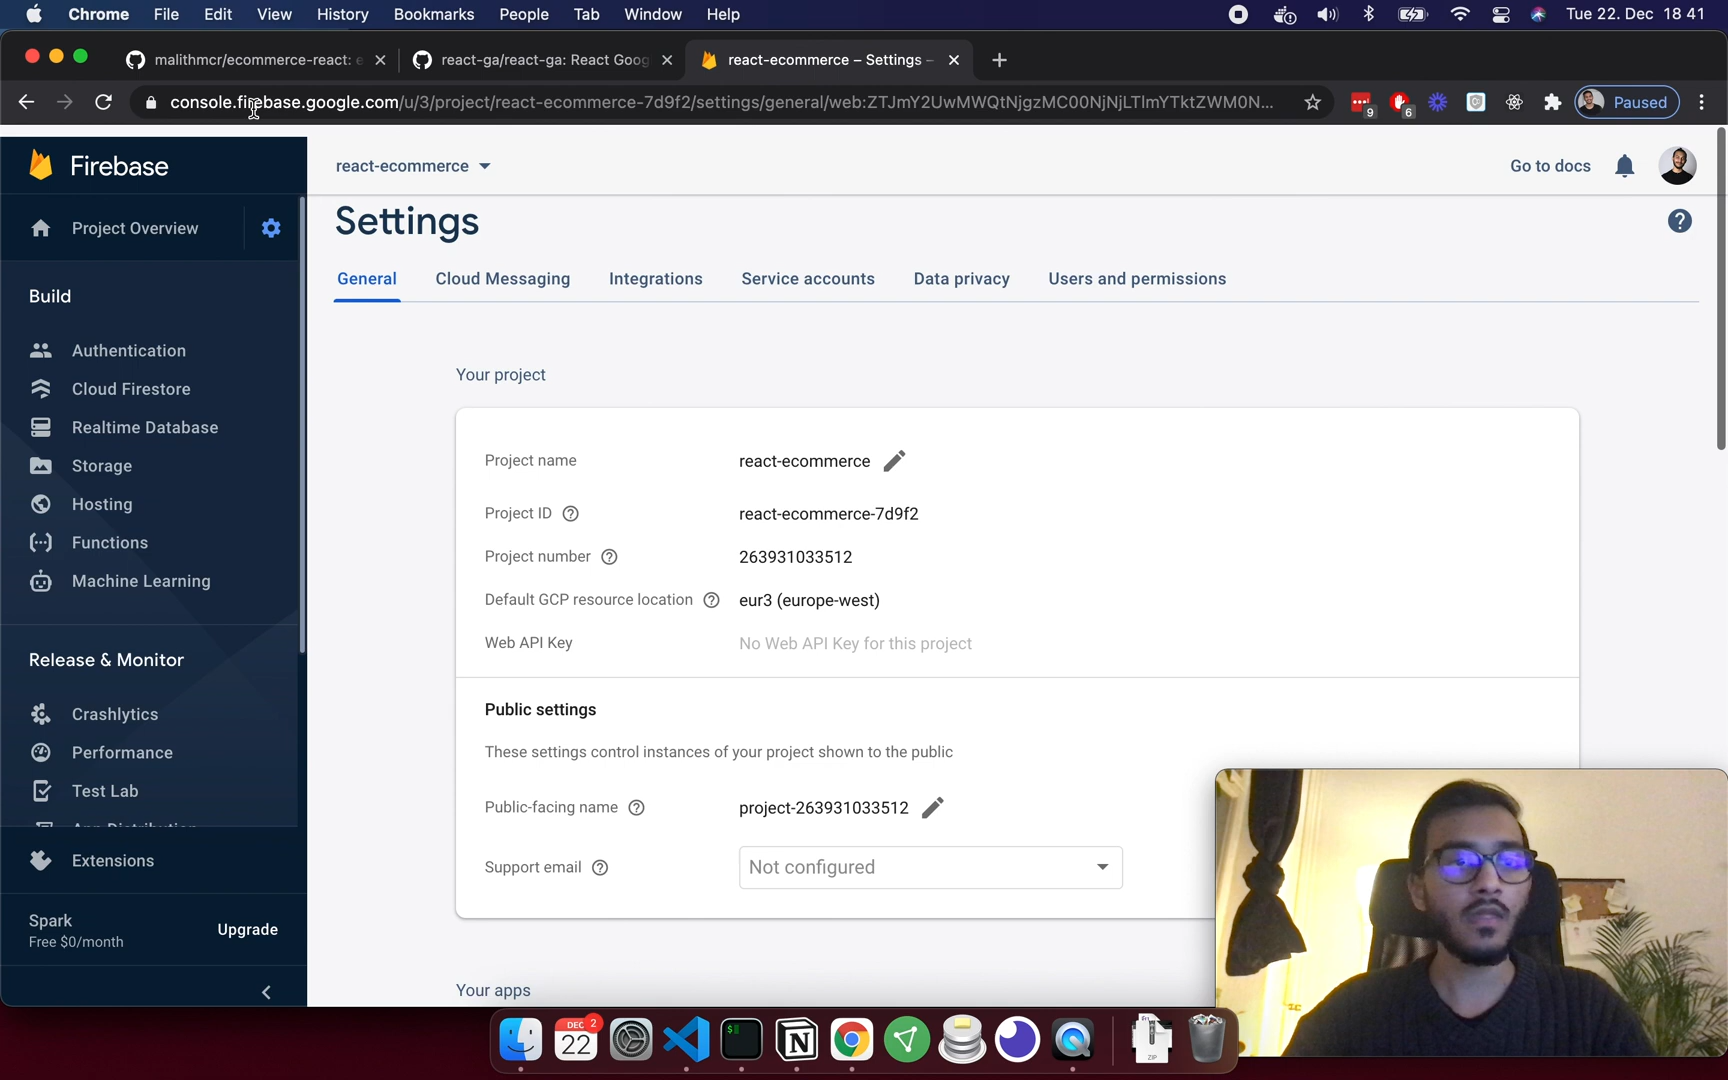 Chrome File Edit View History Bookmarks People Tab Window Help Tue 22. Dec 18 41
malithmcr/ecommerce-react: e react-ga/react-ga: React Goog react-ecommerce – Settings –
console.firebase.google.com/u/3/project/react-ecommerce-7d9f2/settings/general/web:ZTJmY2UwMWQtNjgzMC00NjNjLTlmYTktZWM0N... 9 6 Paused
Firebase
react-ecommerce
Go to docs
Project Overview
Settings
General Cloud Messaging Integrations Service accounts Data privacy Users and permissions
Build
Authentication
Cloud Firestore
Realtime Database
Storage
Hosting
Functions
Machine Learning
Release & Monitor
Crashlytics
Performance
Test Lab
App Distribution
Extensions
Spark
Free $0/month
Upgrade
Your project
Project name react-ecommerce
Project ID react-ecommerce-7d9f2
Project number 263931033512
Default GCP resource location eur3 (europe-west)
Web API Key No Web API Key for this project
Public settings
These settings control instances of your project shown to the public
Public-facing name project-263931033512
Support email Not configured
Your apps
DEC 2
22
ZIP